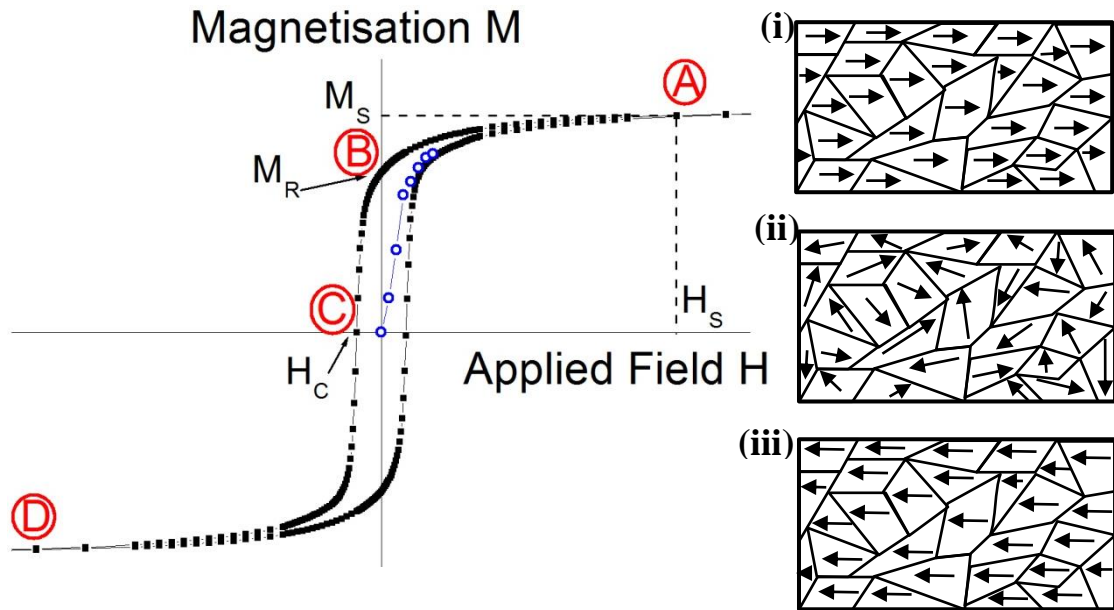 Magnetisation M
M_S
A
B
M_R
C
H_C
H_S
Applied Field H
D
(i)
(ii)
(iii)